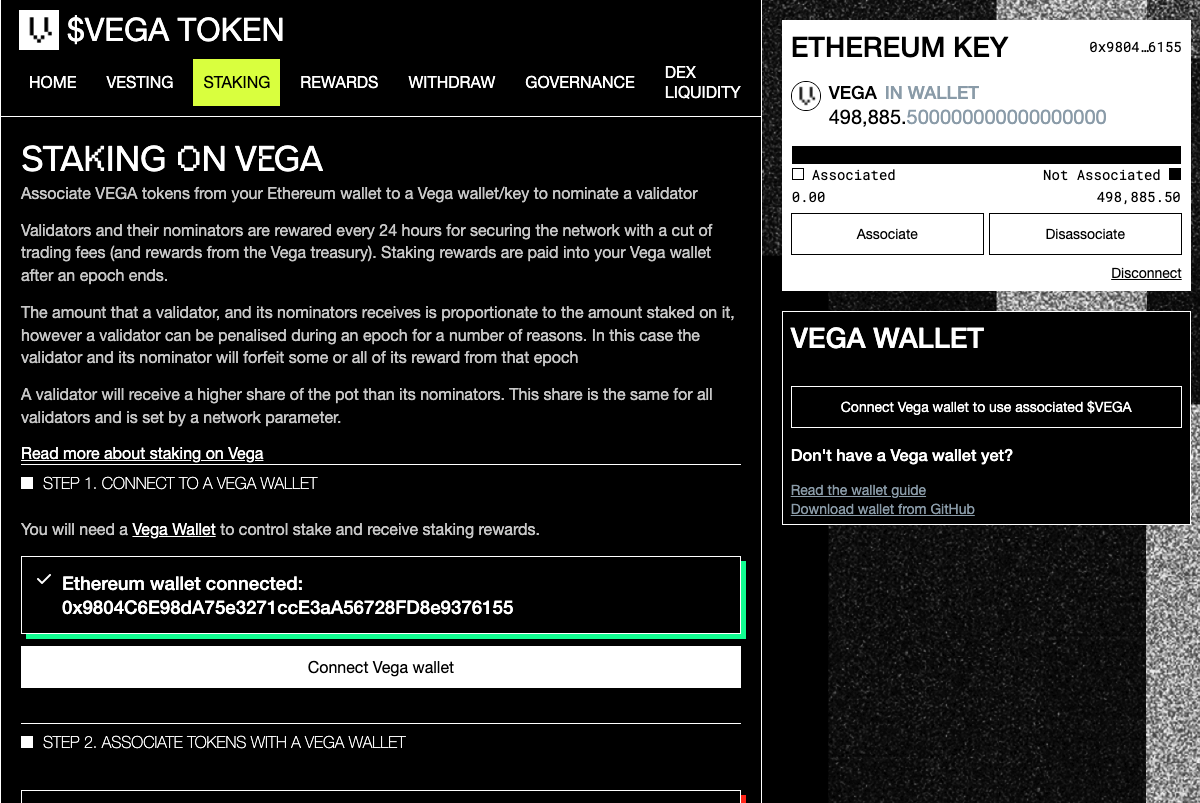 $VEGA TOKEN
HOME
VESTING
STAKING
REWARDS
WITHDRAW
GOVERNANCE
DEX
LIQUIDITY
STAKING ON VEGA
Associate VEGA tokens from your Ethereum wallet to a Vega wallet/key to nominate a validator
Validators and their nominators are rewarded every 24 hours for securing the network with a cut of
trading fees (and rewards from the Vega treasury). Staking rewards are paid into your Vega wallet
after an epoch ends.
The amount that a validator, and its nominators receives is proportionate to the amount staked on it,
however a validator can be penalised during an epoch for a number of reasons. In this case the
validator and its nominator will forfeit some or all of its reward from that epoch
A validator will receive a higher share of the pot than its nominators. This share is the same for all
validators and is set by a network parameter.
Read more about staking on Vega
STEP 1. CONNECT TO A VEGA WALLET
You will need a Vega Wallet to control stake and receive staking rewards.
Ethereum wallet connected:
0x9804C6E98dA75e3271ccE3aA56728FD8e9376155
Connect Vega wallet
STEP 2. ASSOCIATE TOKENS WITH A VEGA WALLET
ETHEREUM KEY
0x9804…6155
VEGA IN WALLET
498,885.500000000000000000
Associated
Not Associated
0.00
498,885.50
Associate
Disassociate
Disconnect
VEGA WALLET
Connect Vega wallet to use associated $VEGA
Don't have a Vega wallet yet?
Read the wallet guide
Download wallet from GitHub